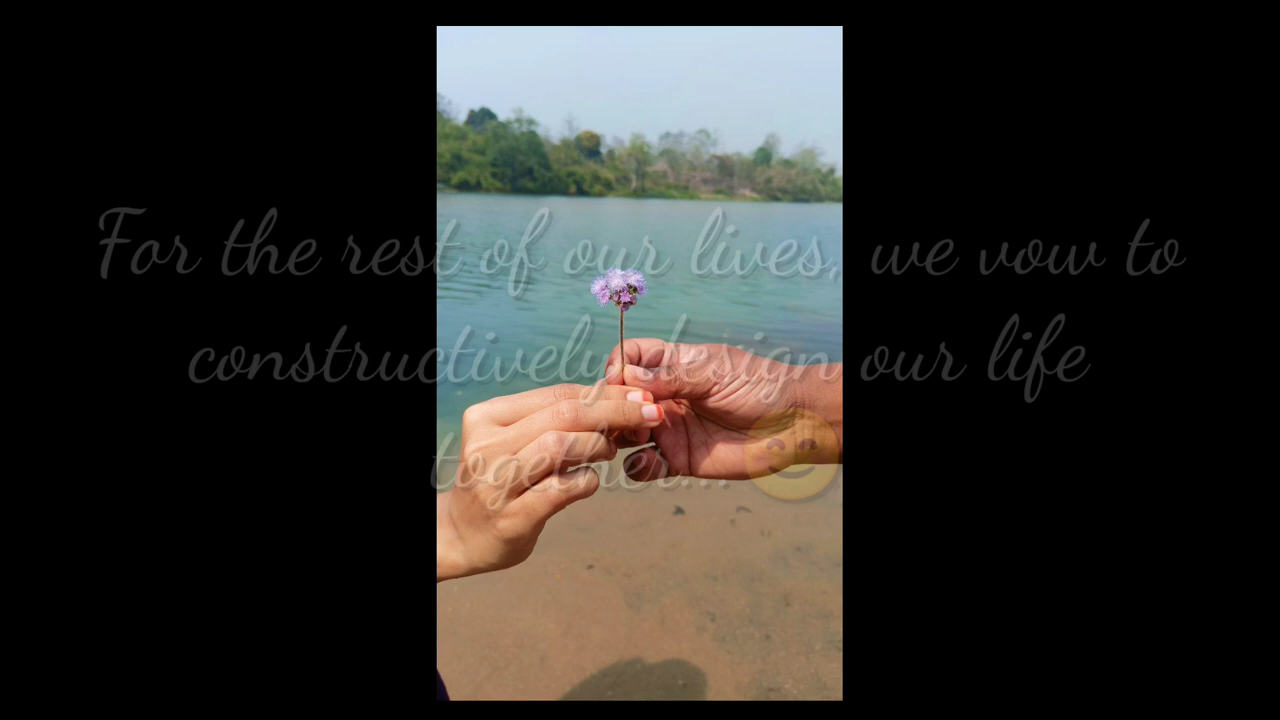 For the rest of our lives, we vow to
constructively design our life
together... 😊